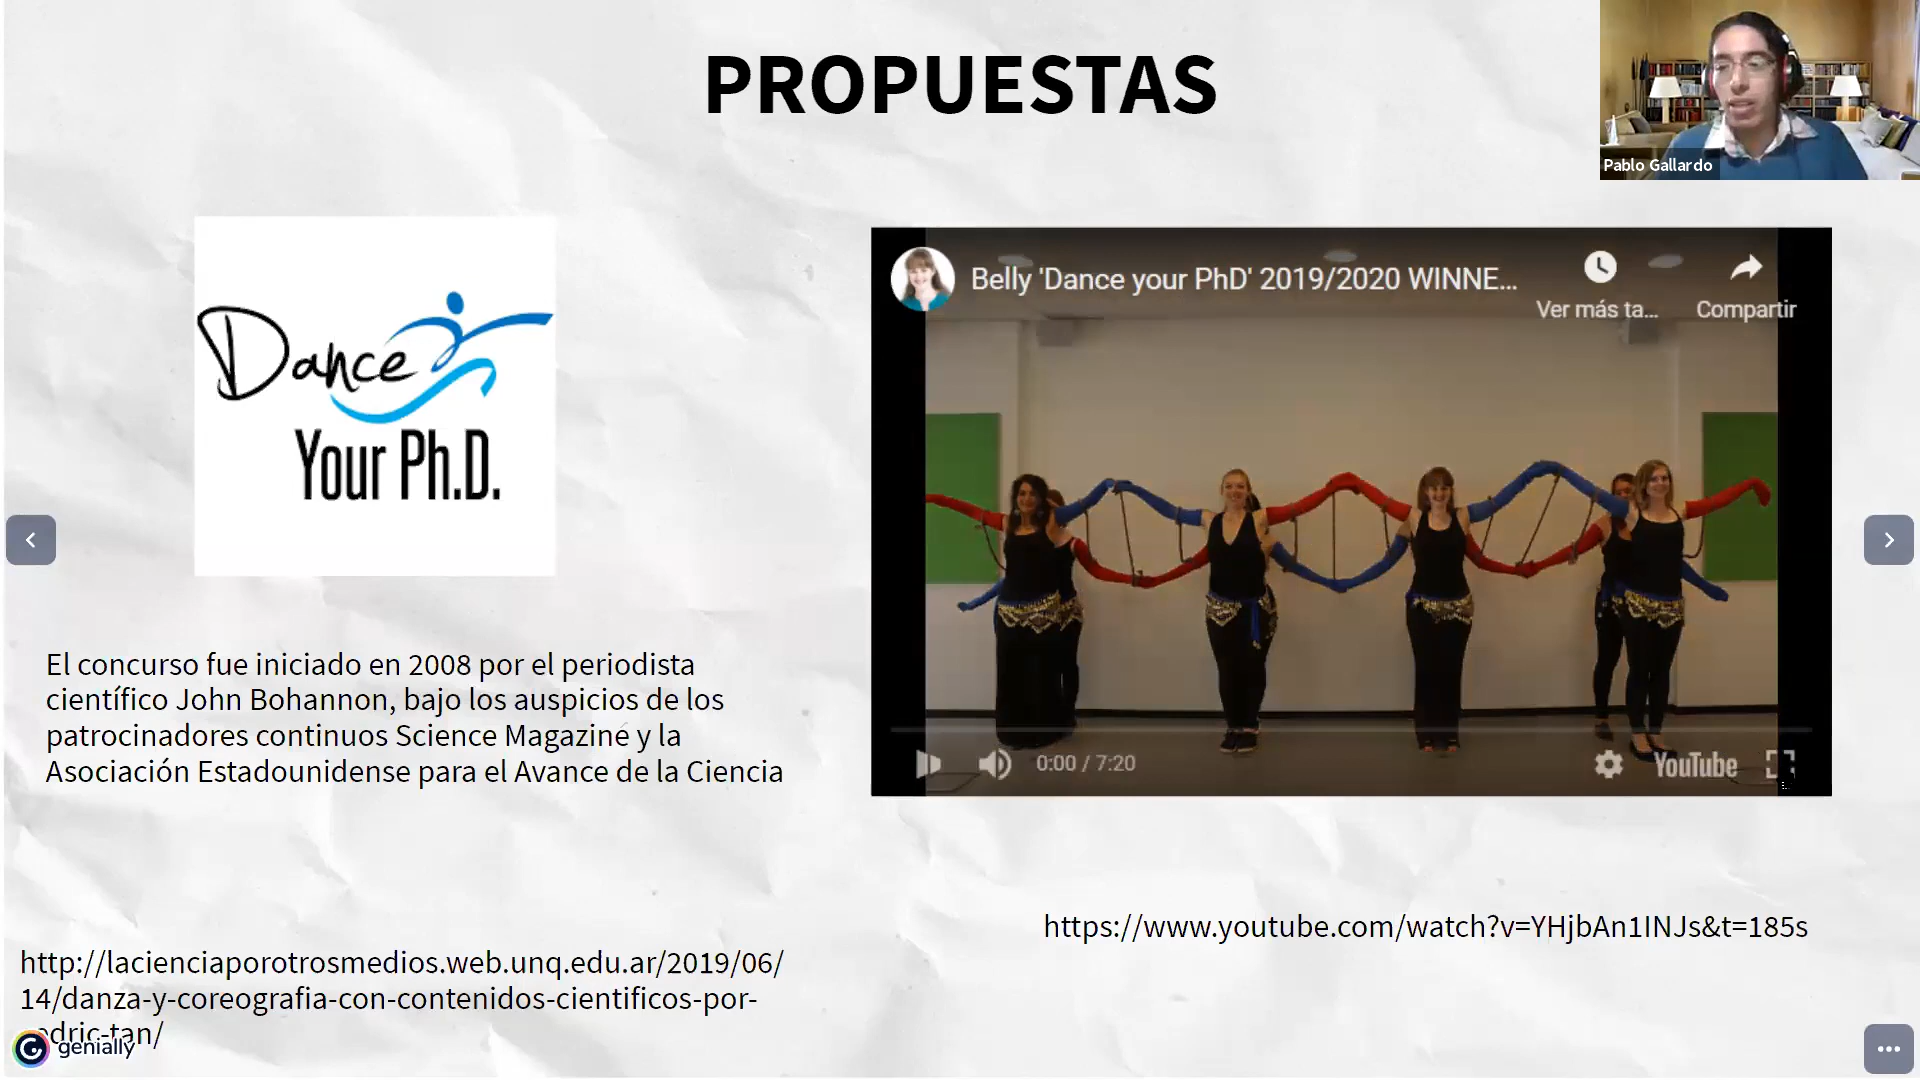 PROPUESTAS
Pablo Gallardo
Dance
Your Ph.D.
Belly 'Dance your PhD' 2019/2020 WINNE...
Ver más ta...
Compartir
0:00 / 7:20
YouTube
El concurso fue iniciado en 2008 por el periodista
científico John Bohannon, bajo los auspicios de los
patrocinadores continuos Science Magazine y la
Asociación Estadounidense para el Avance de la Ciencia
https://www.youtube.com/watch?v=YHjbAn1INJs&t=185s
http://lacienciaporotrosmedios.web.unq.edu.ar/2019/06/
14/danza-y-coreografia-con-contenidos-cientificos-por-
edric-tan/
genially